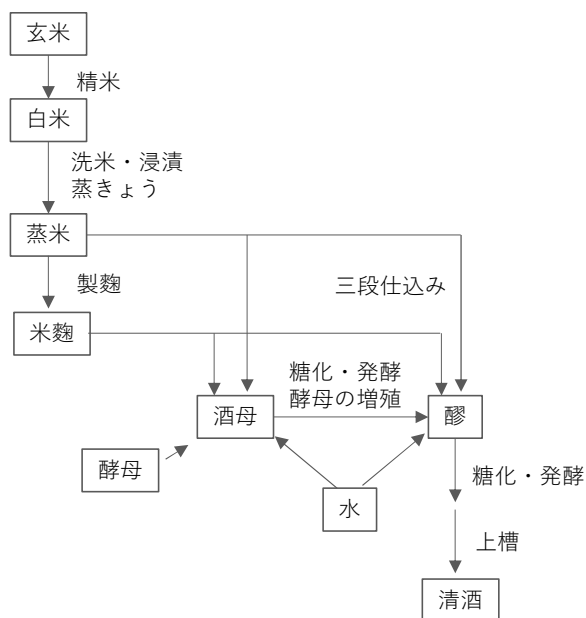 玄米
精米
白米
洗米・浸漬
蒸きょう
蒸米
製麴
三段仕込み
米麴
糖化・発酵
酵母の増殖
酒母
醪
酵母
水
糖化・発酵
上槽
清酒